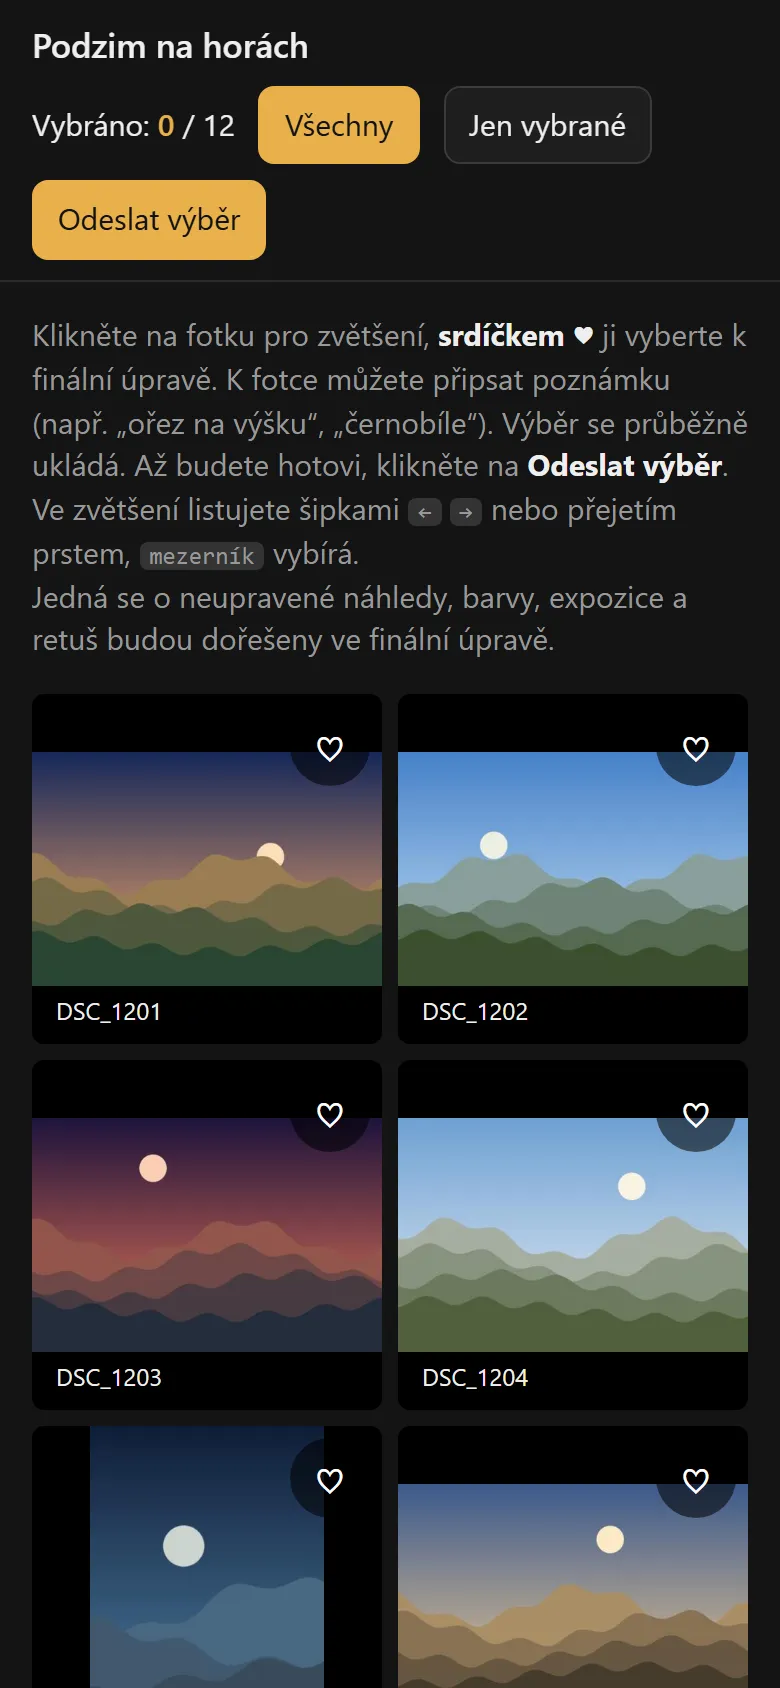 Podzim na horách
Vybráno: 0 / 12
Všechny
Jen vybrané
Odeslat výběr
Klikněte na fotku pro zvětšení, srdíčkem ♥ ji vyberte k
finální úpravě. K fotce můžete připsat poznámku
(např. „ořez na výšku“, „černobíle“). Výběr se průběžně
ukládá. Až budete hotovi, klikněte na Odeslat výběr.
Ve zvětšení listujete šipkami ← → nebo přejetím
prstem, mezerník vybírá.
Jedná se o neupravené náhledy, barvy, expozice a
retuš budou dořešeny ve finální úpravě.
DSC_1201
DSC_1202
DSC_1203
DSC_1204